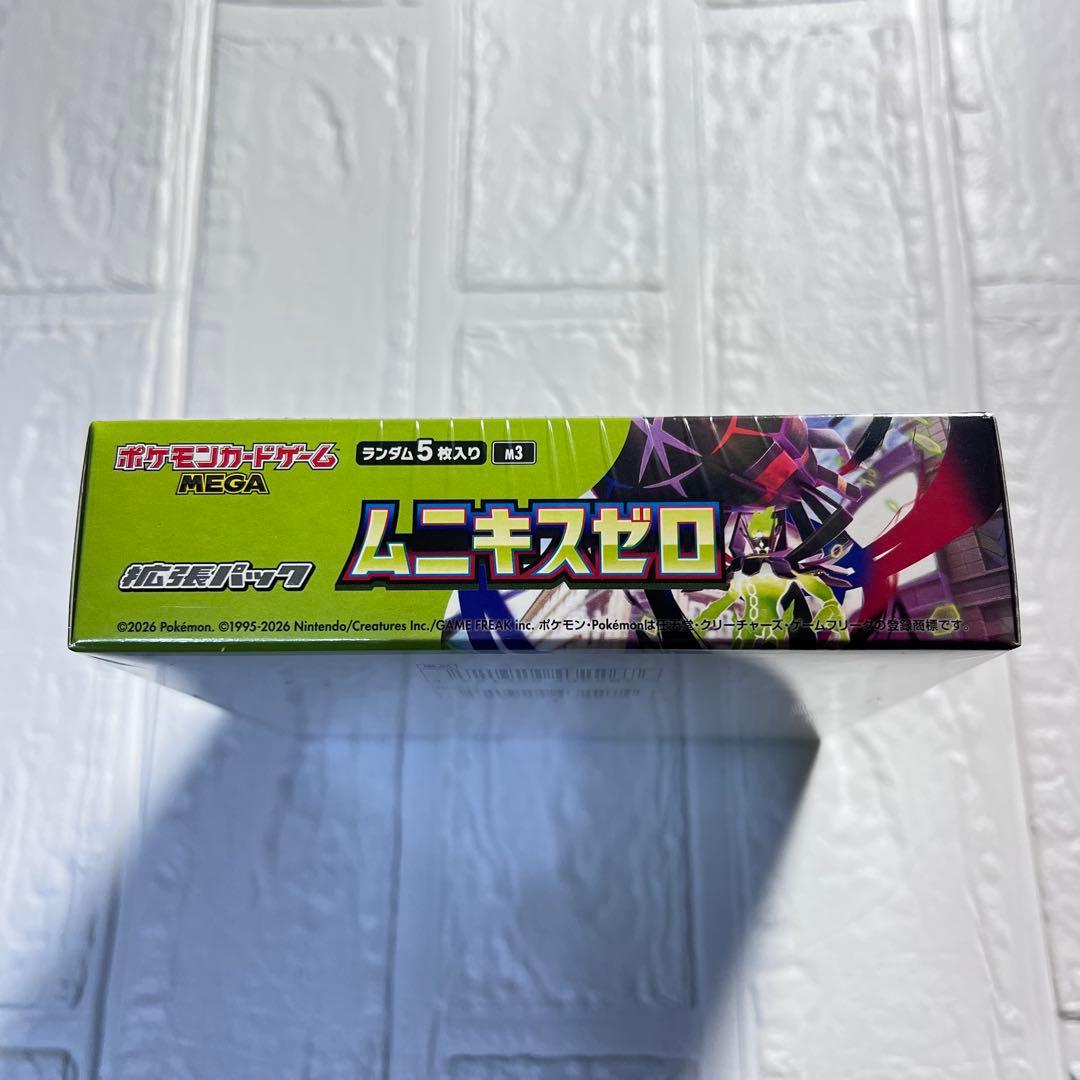 ポケモンカードゲーム
MEGA
ランダム5枚入り M3
ムニキスゼロ
拡張パック
©2026 Pokémon. ©1995-2026 Nintendo/Creatures Inc./GAME FREAK inc. ポケモン・Pokémonは任天堂・クリーチャーズ・ゲームフリークの登録商標です。